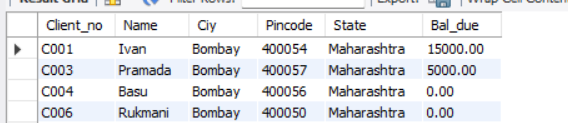 Client_no Name Ciy Pincode State Bal_due
C001 Ivan Bombay 400054 Maharashtra 15000.00
C003 Pramada Bombay 400057 Maharashtra 5000.00
C004 Basu Bombay 400056 Maharashtra 0.00
C006 Rukmani Bombay 400050 Maharashtra 0.00